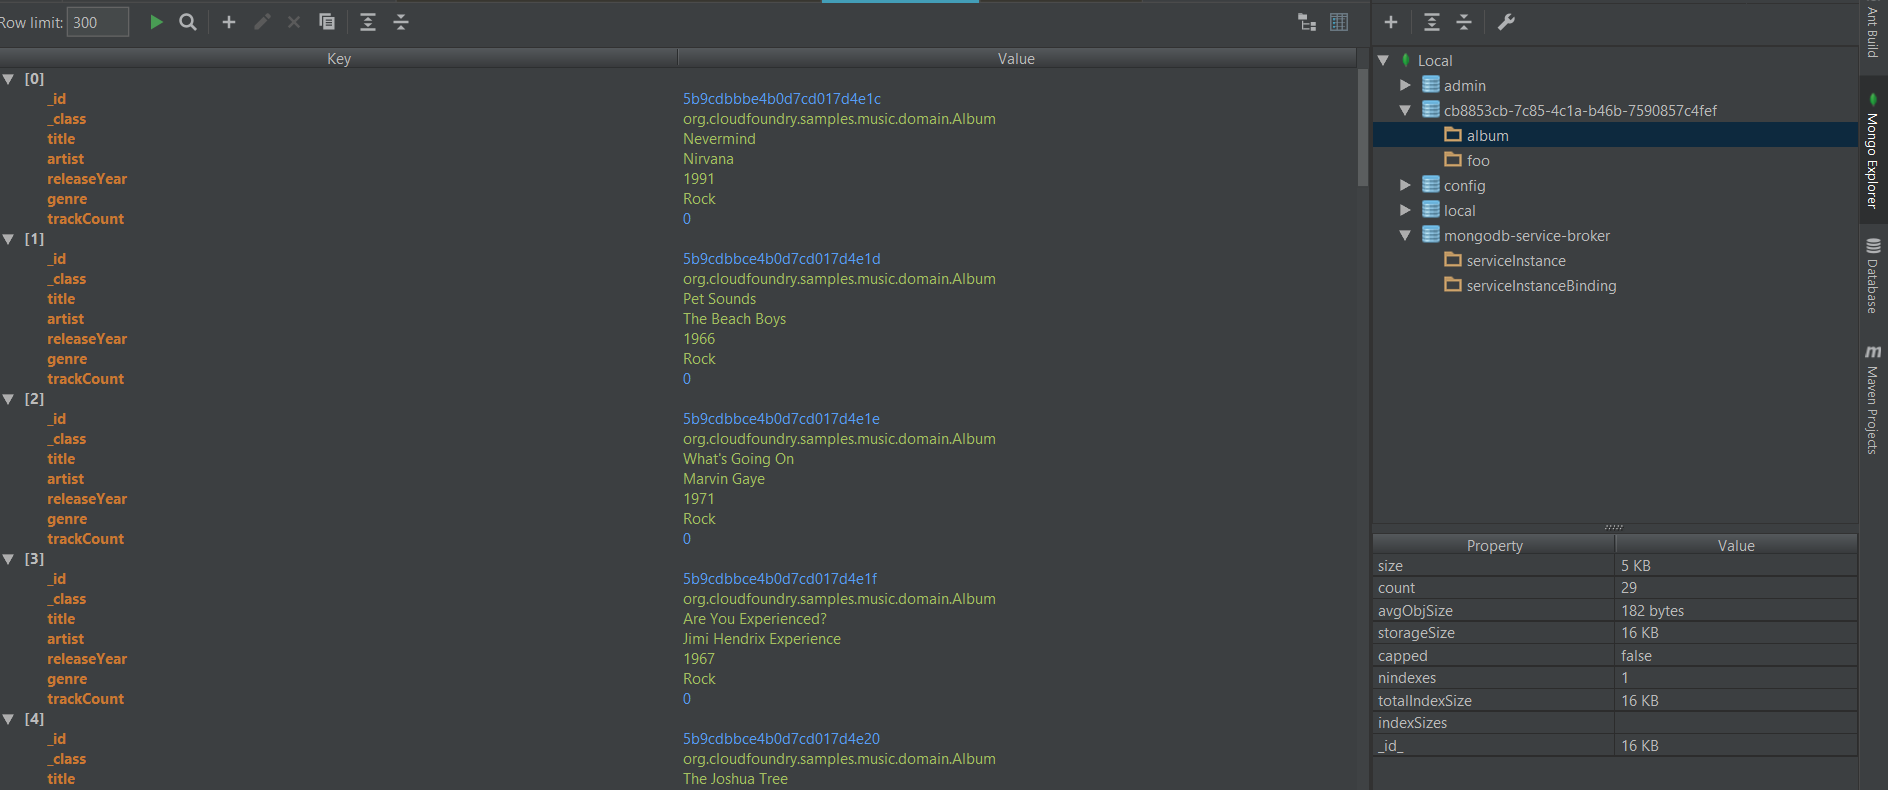 Row limit: 300
Key Value
[0]
_id 5b9cdbbbe4b0d7cd017d4e1c
_class org.cloudfoundry.samples.music.domain.Album
title Nevermind
artist Nirvana
releaseYear 1991
genre Rock
trackCount 0
[1]
_id 5b9cdbbce4b0d7cd017d4e1d
_class org.cloudfoundry.samples.music.domain.Album
title Pet Sounds
artist The Beach Boys
releaseYear 1966
genre Rock
trackCount 0
[2]
_id 5b9cdbbce4b0d7cd017d4e1e
_class org.cloudfoundry.samples.music.domain.Album
title What's Going On
artist Marvin Gaye
releaseYear 1971
genre Rock
trackCount 0
[3]
_id 5b9cdbbce4b0d7cd017d4e1f
_class org.cloudfoundry.samples.music.domain.Album
title Are You Experienced?
artist Jimi Hendrix Experience
releaseYear 1967
genre Rock
trackCount 0
[4]
_id 5b9cdbbce4b0d7cd017d4e20
_class org.cloudfoundry.samples.music.domain.Album
title The Joshua Tree
Local
admin
cb8853cb-7c85-4c1a-b46b-7590857c4fef
album
foo
config
local
mongodb-service-broker
serviceInstance
serviceInstanceBinding
Property Value
size 5 KB
count 29
avgObjSize 182 bytes
storageSize 16 KB
capped false
nindexes 1
totalIndexSize 16 KB
indexSizes
_id_ 16 KB
Ant Build
Mongo Explorer
Database
m Maven Projects